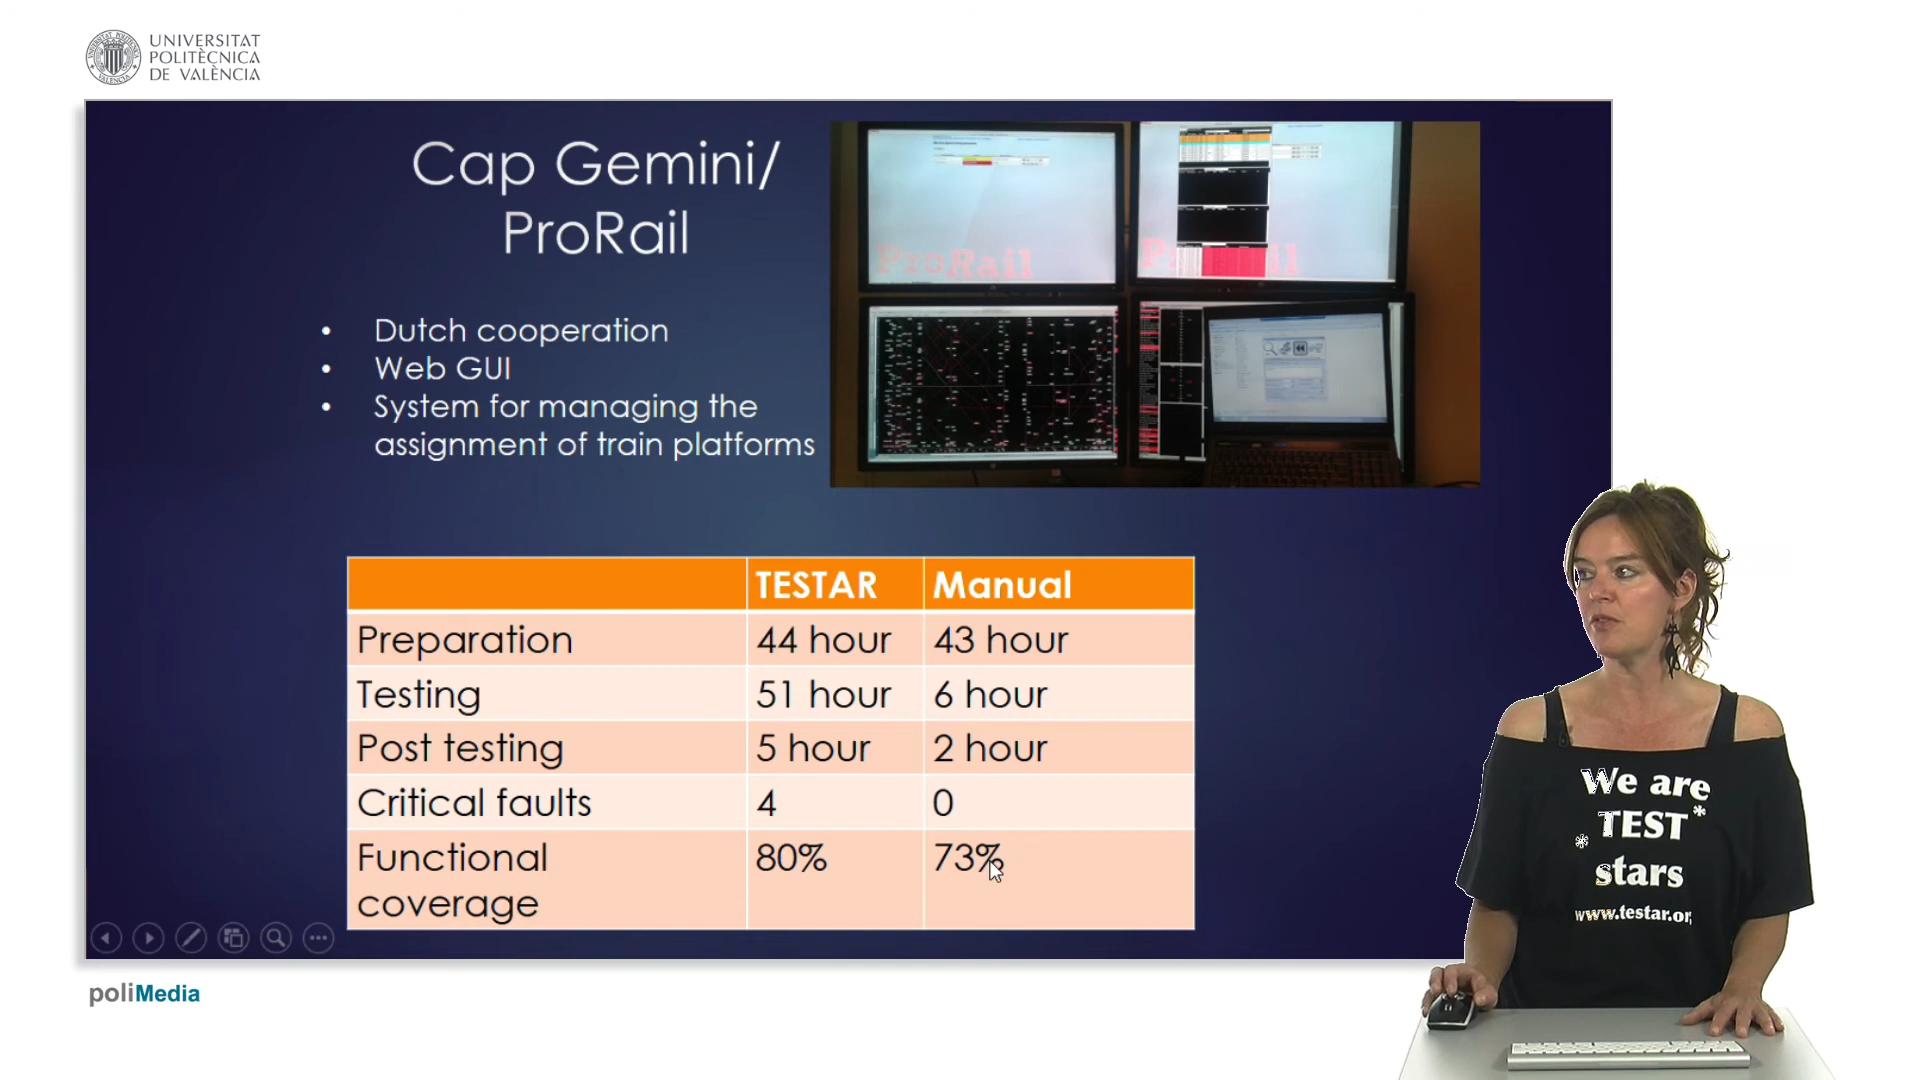 UNIVERSITAT
POLITÈCNICA
DE VALÈNCIA
Cap Gemini/
ProRail
• Dutch cooperation
• Web GUI
• System for managing the
assignment of train platforms
ProRail
TESTAR Manual
Preparation 44 hour 43 hour
Testing 51 hour 6 hour
Post testing 5 hour 2 hour
Critical faults 4 0
Functional 80% 73%
coverage
We are
* TEST *
stars
www.testar.or
poliMedia